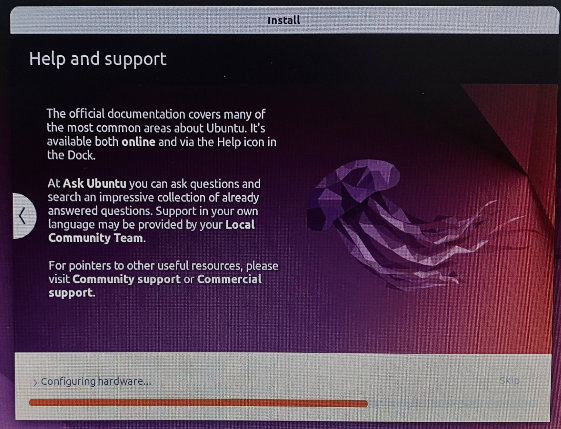 Install
Help and support
The official documentation covers many of
the most common areas about Ubuntu. It's
available both online and via the Help icon in
the Dock.
At Ask Ubuntu you can ask questions and
search an impressive collection of already
answered questions. Support in your own
language may be provided by your Local
Community Team.
For pointers to other useful resources, please
visit Community support or Commercial
support.
Configuring hardware...
Skip